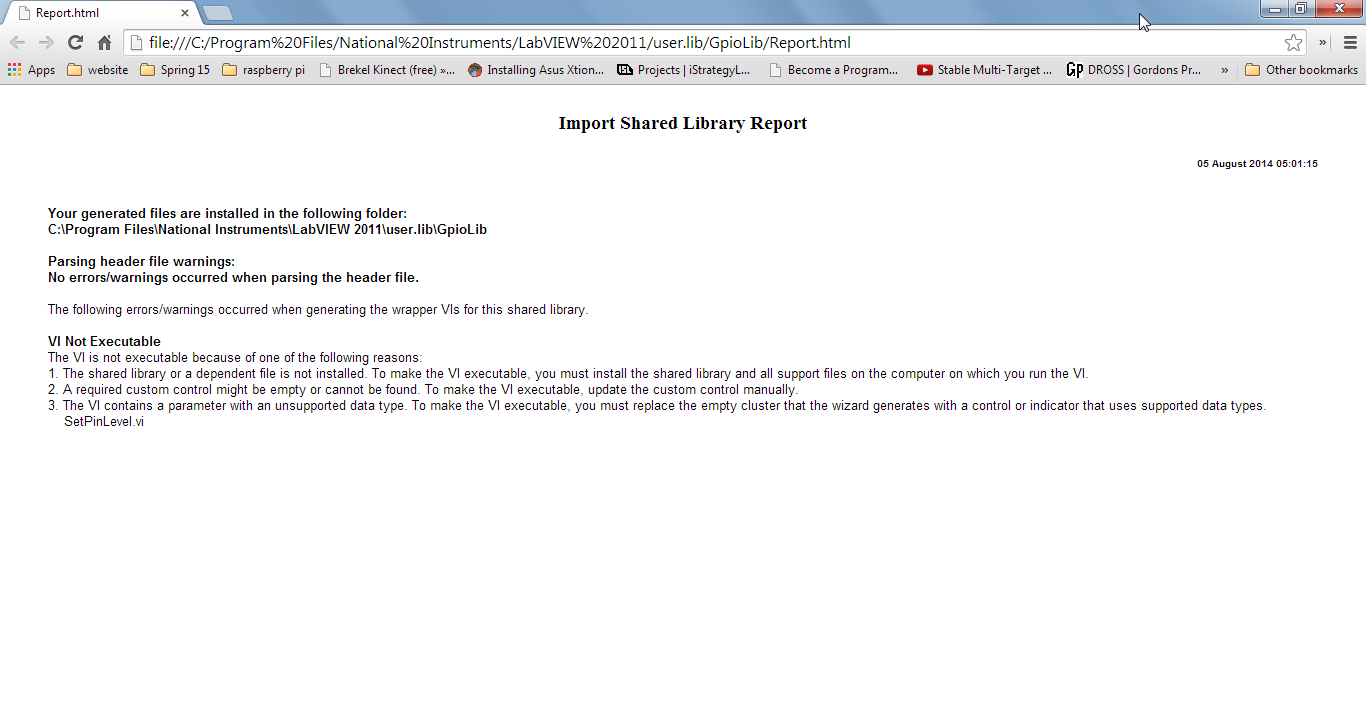 Report.html
file:///C:/Program%20Files/National%20Instruments/LabVIEW%202011/user.lib/GpioLib/Report.html
»
Apps website Spring 15 raspberry pi Brekel Kinect (free) »... Installing Asus Xtion... Projects | iStrategyL... Become a Program... Stable Multi-Target ... GP DROSS | Gordons Pr... » Other bookmarks
Import Shared Library Report
05 August 2014 05:01:15
Your generated files are installed in the following folder:
C:\Program Files\National Instruments\LabVIEW 2011\user.lib\GpioLib
Parsing header file warnings:
No errors/warnings occurred when parsing the header file.
The following errors/warnings occurred when generating the wrapper VIs for this shared library.
VI Not Executable
The VI is not executable because of one of the following reasons:
1. The shared library or a dependent file is not installed. To make the VI executable, you must install the shared library and all support files on the computer on which you run the VI.
2. A required custom control might be empty or cannot be found. To make the VI executable, update the custom control manually.
3. The VI contains a parameter with an unsupported data type. To make the VI executable, you must replace the empty cluster that the wizard generates with a control or indicator that uses supported data types.
SetPinLevel.vi